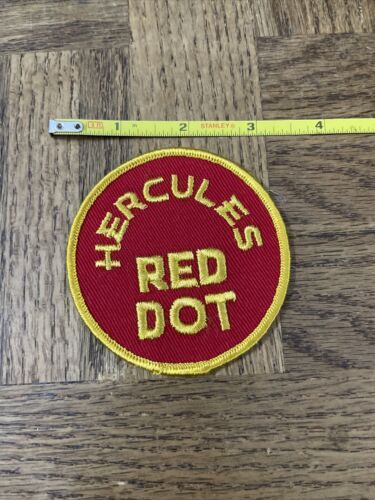 1 2 STANLEY® 3 4
HERCULES
RED
DOT